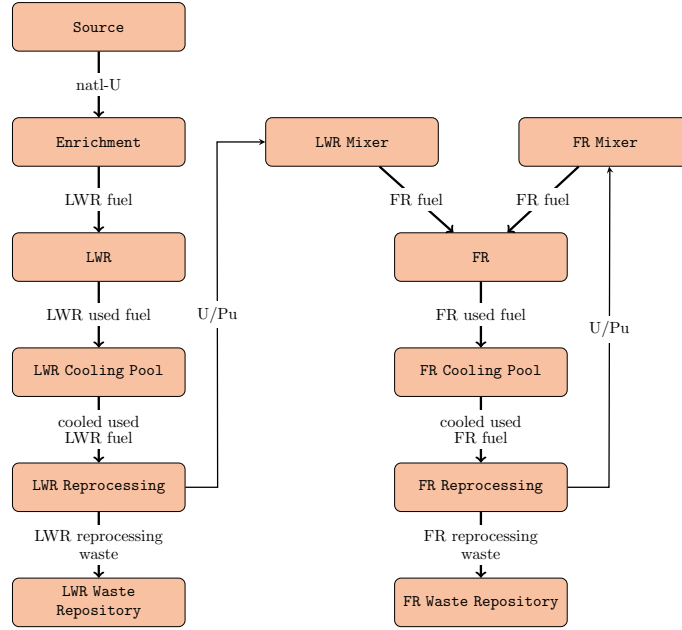 Source
natl-U
Enrichment
LWR Mixer
FR Mixer
LWR fuel
FR fuel
FR fuel
LWR
FR
LWR used fuel
U/Pu
FR used fuel
U/Pu
LWR Cooling Pool
FR Cooling Pool
cooled used
LWR fuel
cooled used
FR fuel
LWR Reprocessing
FR Reprocessing
LWR reprocessing
waste
FR reprocessing
waste
LWR Waste
Repository
FR Waste Repository